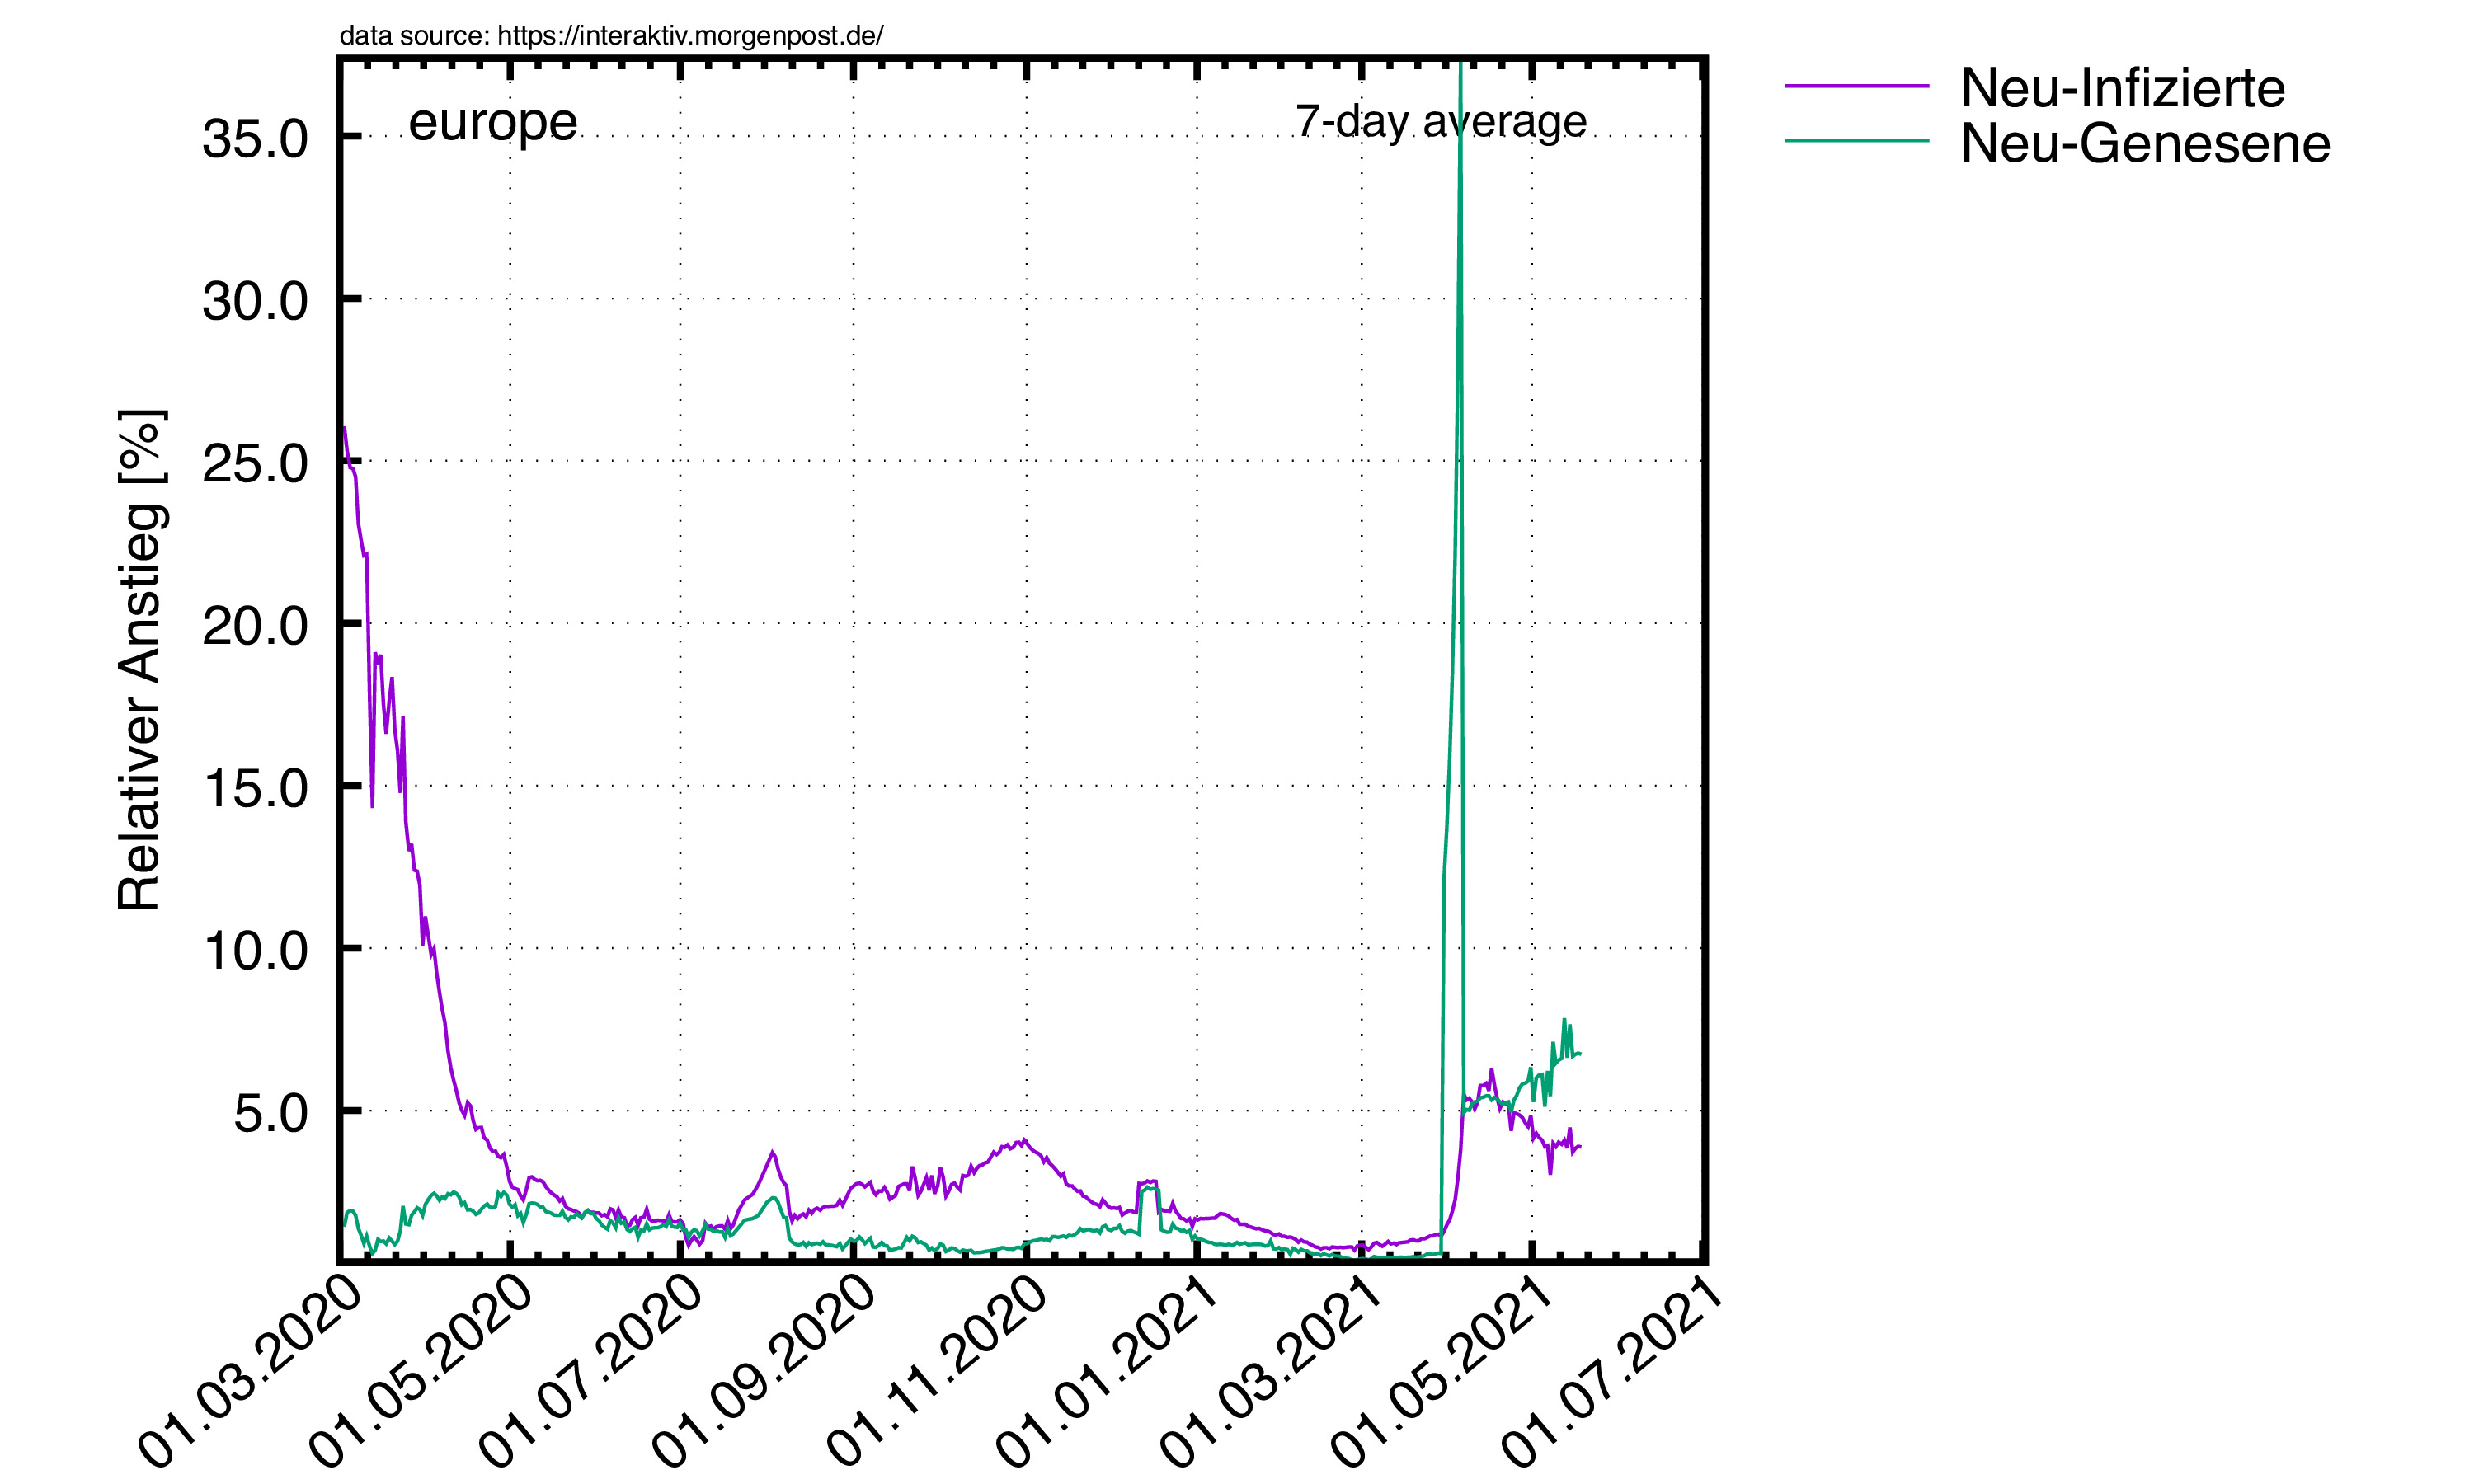 data source: https://interaktiv.morgenpost.de/
europe
7-day average
Neu-Infizierte
Neu-Genesene
Relativer Anstieg [%]
35.0
30.0
25.0
20.0
15.0
10.0
5.0
01.03.2020
01.05.2020
01.07.2020
01.09.2020
01.11.2020
01.01.2021
01.03.2021
01.05.2021
01.07.2021